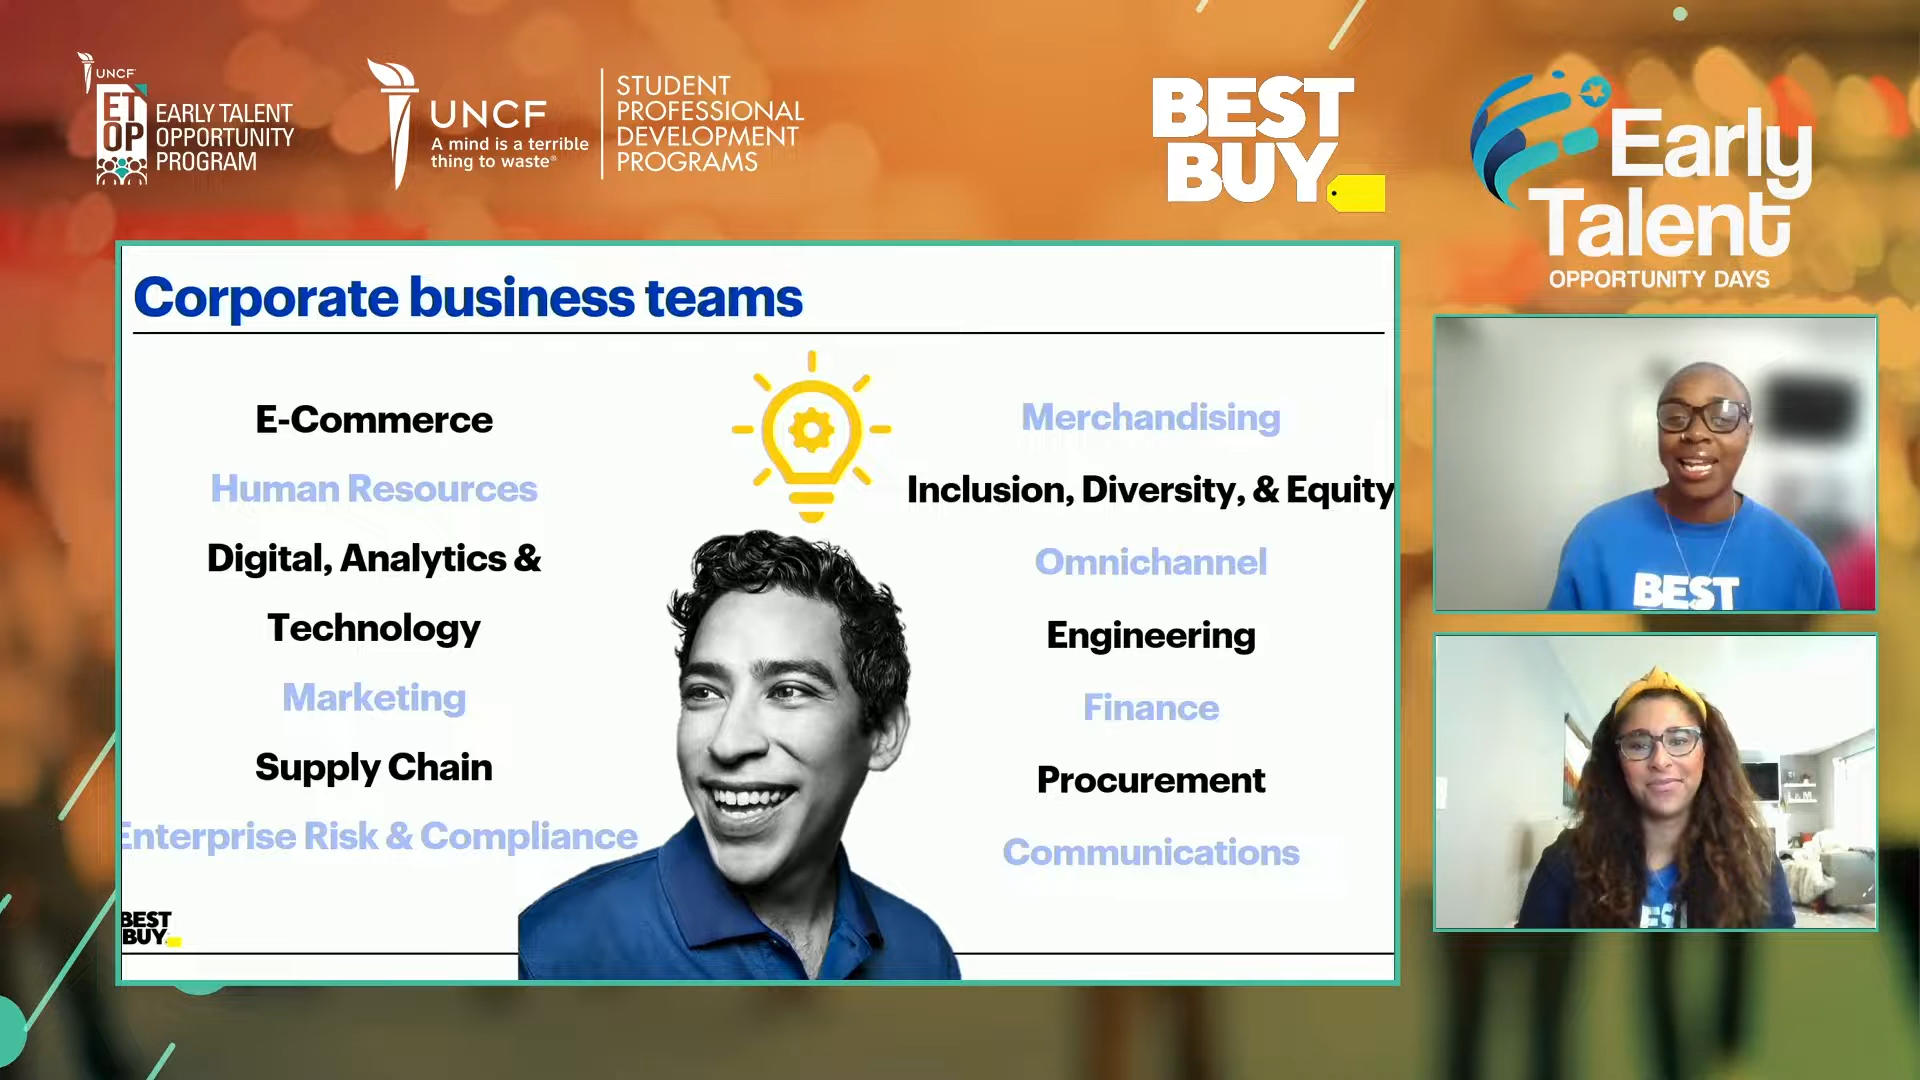 UNCF
ET
OP
EARLY TALENT
OPPORTUNITY
PROGRAM
UNCF
A mind is a terrible
thing to waste®
STUDENT
PROFESSIONAL
DEVELOPMENT
PROGRAMS
BEST
BUY
Early
Talent
OPPORTUNITY DAYS
Corporate business teams
E-Commerce
Human Resources
Digital, Analytics &
Technology
Marketing
Supply Chain
Enterprise Risk & Compliance
Merchandising
Inclusion, Diversity, & Equity
Omnichannel
Engineering
Finance
Procurement
Communications
BEST
BUY
BEST